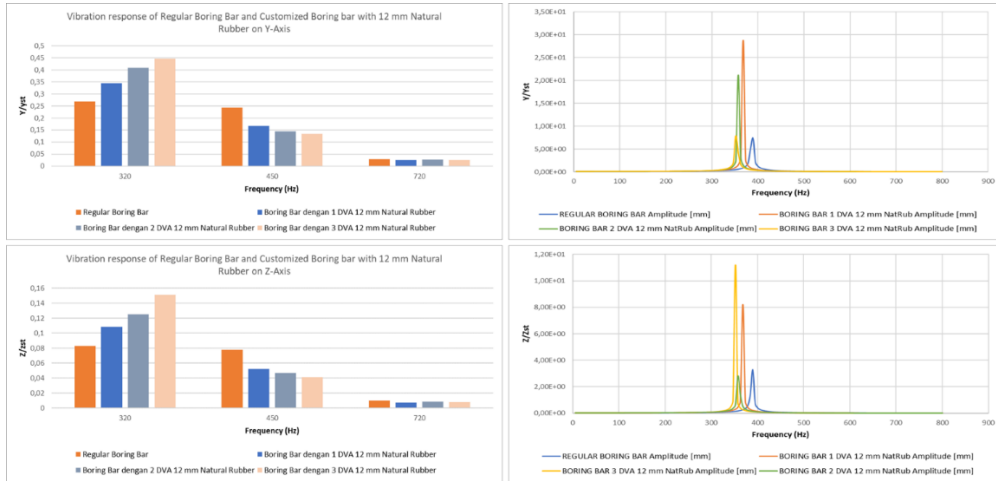 Vibration response of Regular Boring Bar and Customized Boring bar with 12 mm Natural
Rubber on Y-Axis
Y/yst
0,5
0,45
0,4
0,35
0,3
0,25
0,2
0,15
0,1
0,05
0
320
450
720
Frequency (Hz)
Regular Boring Bar
Boring Bar dengan 1 DVA 12 mm Natural Rubber
Boring Bar dengan 2 DVA 12 mm Natural Rubber
Boring Bar dengan 3 DVA 12 mm Natural Rubber
Y/Yst
3,50E+01
3,00E+01
2,50E+01
2,00E+01
1,50E+01
1,00E+01
5,00E+00
0,00E+00
0 100 200 300 400 500 600 700 800 900
Frequency (Hz)
REGULAR BORING BAR Amplitude [mm]
BORING BAR 1 DVA 12 mm NatRub Amplitude [mm]
BORING BAR 2 DVA 12 mm NatRub Amplitude [mm]
BORING BAR 3 DVA 12 mm NatRub Amplitude [mm]
Vibration response of Regular Boring Bar and Customized Boring bar with 12 mm Natural
Rubber on Z-Axis
Z/zst
0,16
0,14
0,12
0,1
0,08
0,06
0,04
0,02
0
320
450
720
Frequency (Hz)
Regular Boring Bar
Boring Bar dengan 1 DVA 12 mm Natural Rubber
Boring Bar dengan 2 DVA 12 mm Natural Rubber
Boring Bar dengan 3 DVA 12 mm Natural Rubber
Z/Zst
1,20E+01
1,00E+01
8,00E+00
6,00E+00
4,00E+00
2,00E+00
0,00E+00
0 100 200 300 400 500 600 700 800 900
Frequency (Hz)
REGULAR BORING BAR Amplitude [mm]
BORING BAR 1 DVA 12 mm NatRub Amplitude [mm]
BORING BAR 3 DVA 12 mm NatRub Amplitude [mm]
BORING BAR 2 DVA 12 mm NatRub Amplitude [mm]